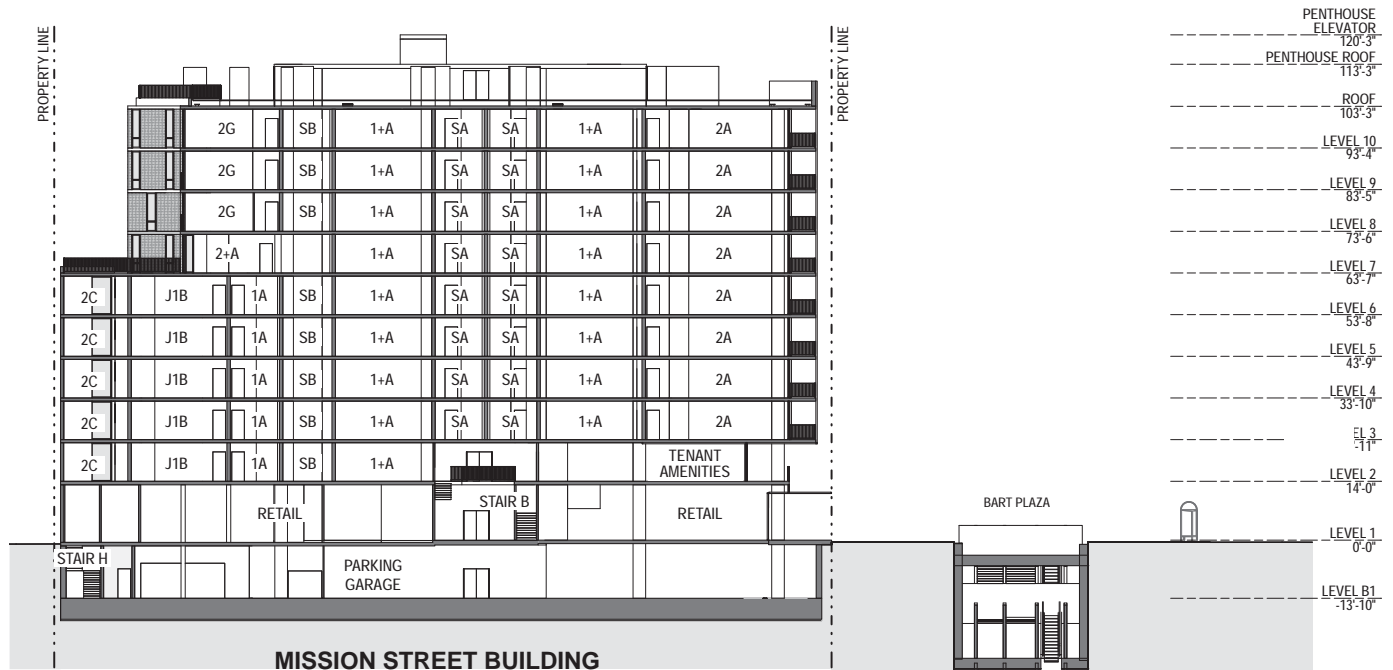 PENTHOUSE
ELEVATOR
120'-3"
PENTHOUSE ROOF
113'-3"
PROPERTY LINE
PROPERTY LINE
ROOF
103'-3"
2G SB 1+A SA SA 1+A 2A
LEVEL 10
93'-4"
2G SB 1+A SA SA 1+A 2A
LEVEL 9
83'-5"
2G SB 1+A SA SA 1+A 2A
LEVEL 8
73'-6"
2+A 1+A SA SA 1+A 2A
LEVEL 7
63'-7"
2C J1B 1A SB 1+A SA SA 1+A 2A
LEVEL 6
53'-8"
2C J1B 1A SB 1+A SA SA 1+A 2A
LEVEL 5
43'-9"
2C J1B 1A SB 1+A SA SA 1+A 2A
LEVEL 4
33'-10"
2C J1B 1A SB 1+A SA SA 1+A 2A
EL 3
-11"
2C J1B 1A SB 1+A
TENANT
AMENITIES
LEVEL 2
14'-0"
RETAIL
STAIR B
RETAIL
BART PLAZA
LEVEL 1
0'-0"
STAIR H
PARKING
GARAGE
LEVEL B1
-13'-10"
MISSION STREET BUILDING